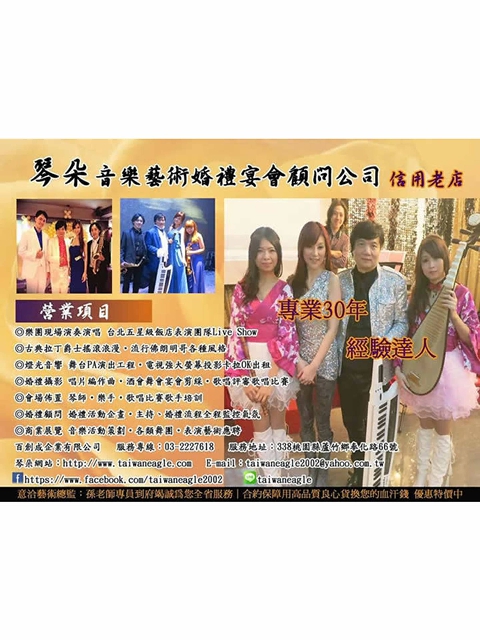 琴朵音樂藝術婚禮宴會顧問公司 信用老店
營業項目
專業30年
經驗達人
◎樂團現場演奏演唱 台北五星級飯店表演團隊Live Show
◎古典拉丁爵士搖滾浪漫‧流行佛朗明哥各種風格
◎燈光音響 舞台PA演出工程‧電視強大螢幕投影卡拉OK出租
◎婚禮攝影 唱片編作曲‧酒會舞會宴會剪綵‧歌唱評審歌唱比賽
◎會場佈置 琴師‧樂手‧歌唱比賽歌手培訓
◎婚禮顧問 婚禮活動企畫‧主持‧婚禮流程全程監控氣氛
◎商業展覽 音樂活動策劃‧各類舞團‧表演藝術應聘
百創成企業有限公司 服務專線:03-2227618 服務地址:338桃園縣蘆竹鄉奉化路66號
琴朵網站:http://www.taiwaneagle.com E-mail:taiwaneagle2002@yahoo.com.tw
https://www.facebook.com/taiwaneagle2002 taiwaneagle
意洽藝術總監:孫老師專員到府竭誠爲您全省服務|合約保障用高品質良心貨換您的血汗錢 優惠特價中